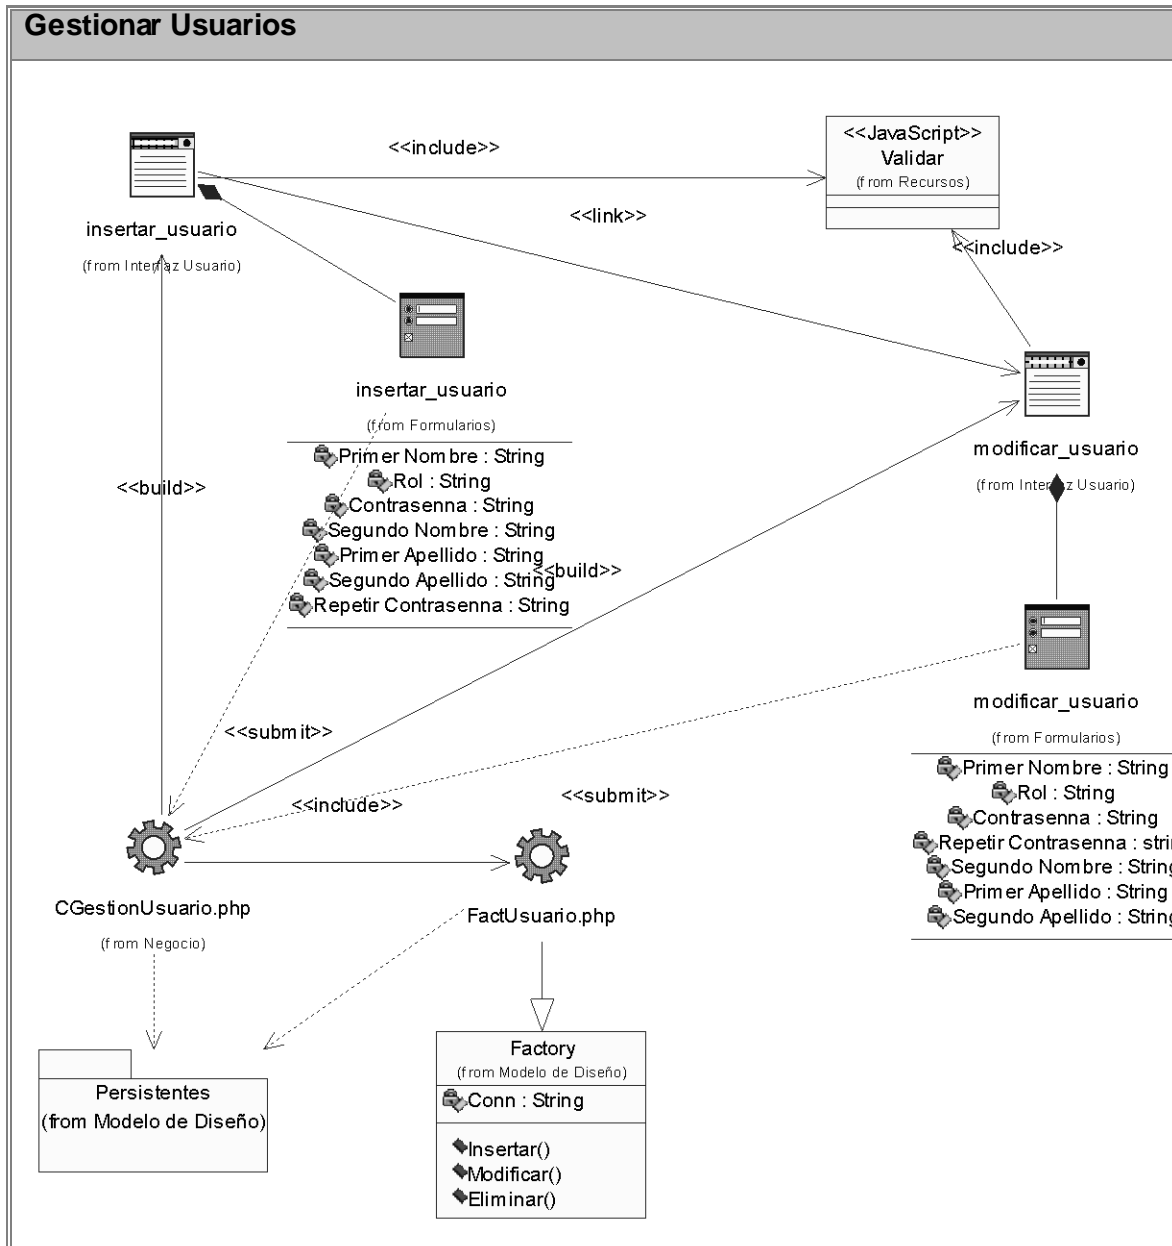 Gestionar Usuarios
<<include>>
<<JavaScript>>
Validar
(from Recursos)
insertar_usuario
(from Interfaz Usuario)
<<link>>
<<include>>
insertar_usuario
(from Formularios)
Primer Nombre : String
Rol : String
Contrasenna : String
Segundo Nombre : String
Primer Apellido : String
Segundo Apellido : String
Repetir Contrasenna : String
modificar_usuario
(from Interfaz Usuario)
<<build>>
<<build>>
modificar_usuario
(from Formularios)
Primer Nombre : String
Rol : String
Contrasenna : String
Repetir Contrasenna : stri
Segundo Nombre : String
Primer Apellido : String
Segundo Apellido : String
<<submit>>
<<include>>
<<submit>>
CGestionUsuario.php
(from Negocio)
FactUsuario.php
Persistentes
(from Modelo de Diseño)
Factory
(from Modelo de Diseño)
Conn : String
Insertar()
Modificar()
Eliminar()